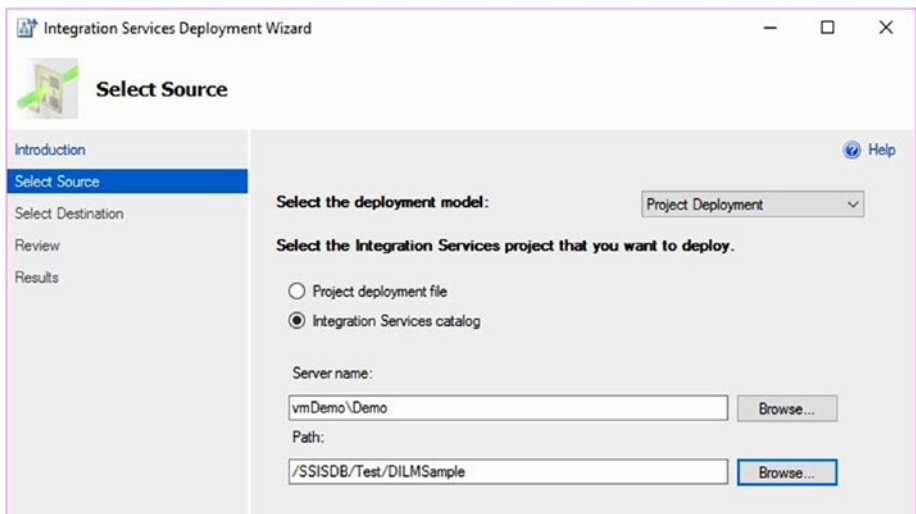 Integration Services Deployment Wizard
Select Source
Introduction
Help
Select Source
Select the deployment model:
Project Deployment
Select Destination
Select the Integration Services project that you want to deploy.
Review
Results
Project deployment file
Integration Services catalog
Server name:
vmDemo\Demo
Browse...
Path:
/SSISDB/Test/DILMSample
Browse...